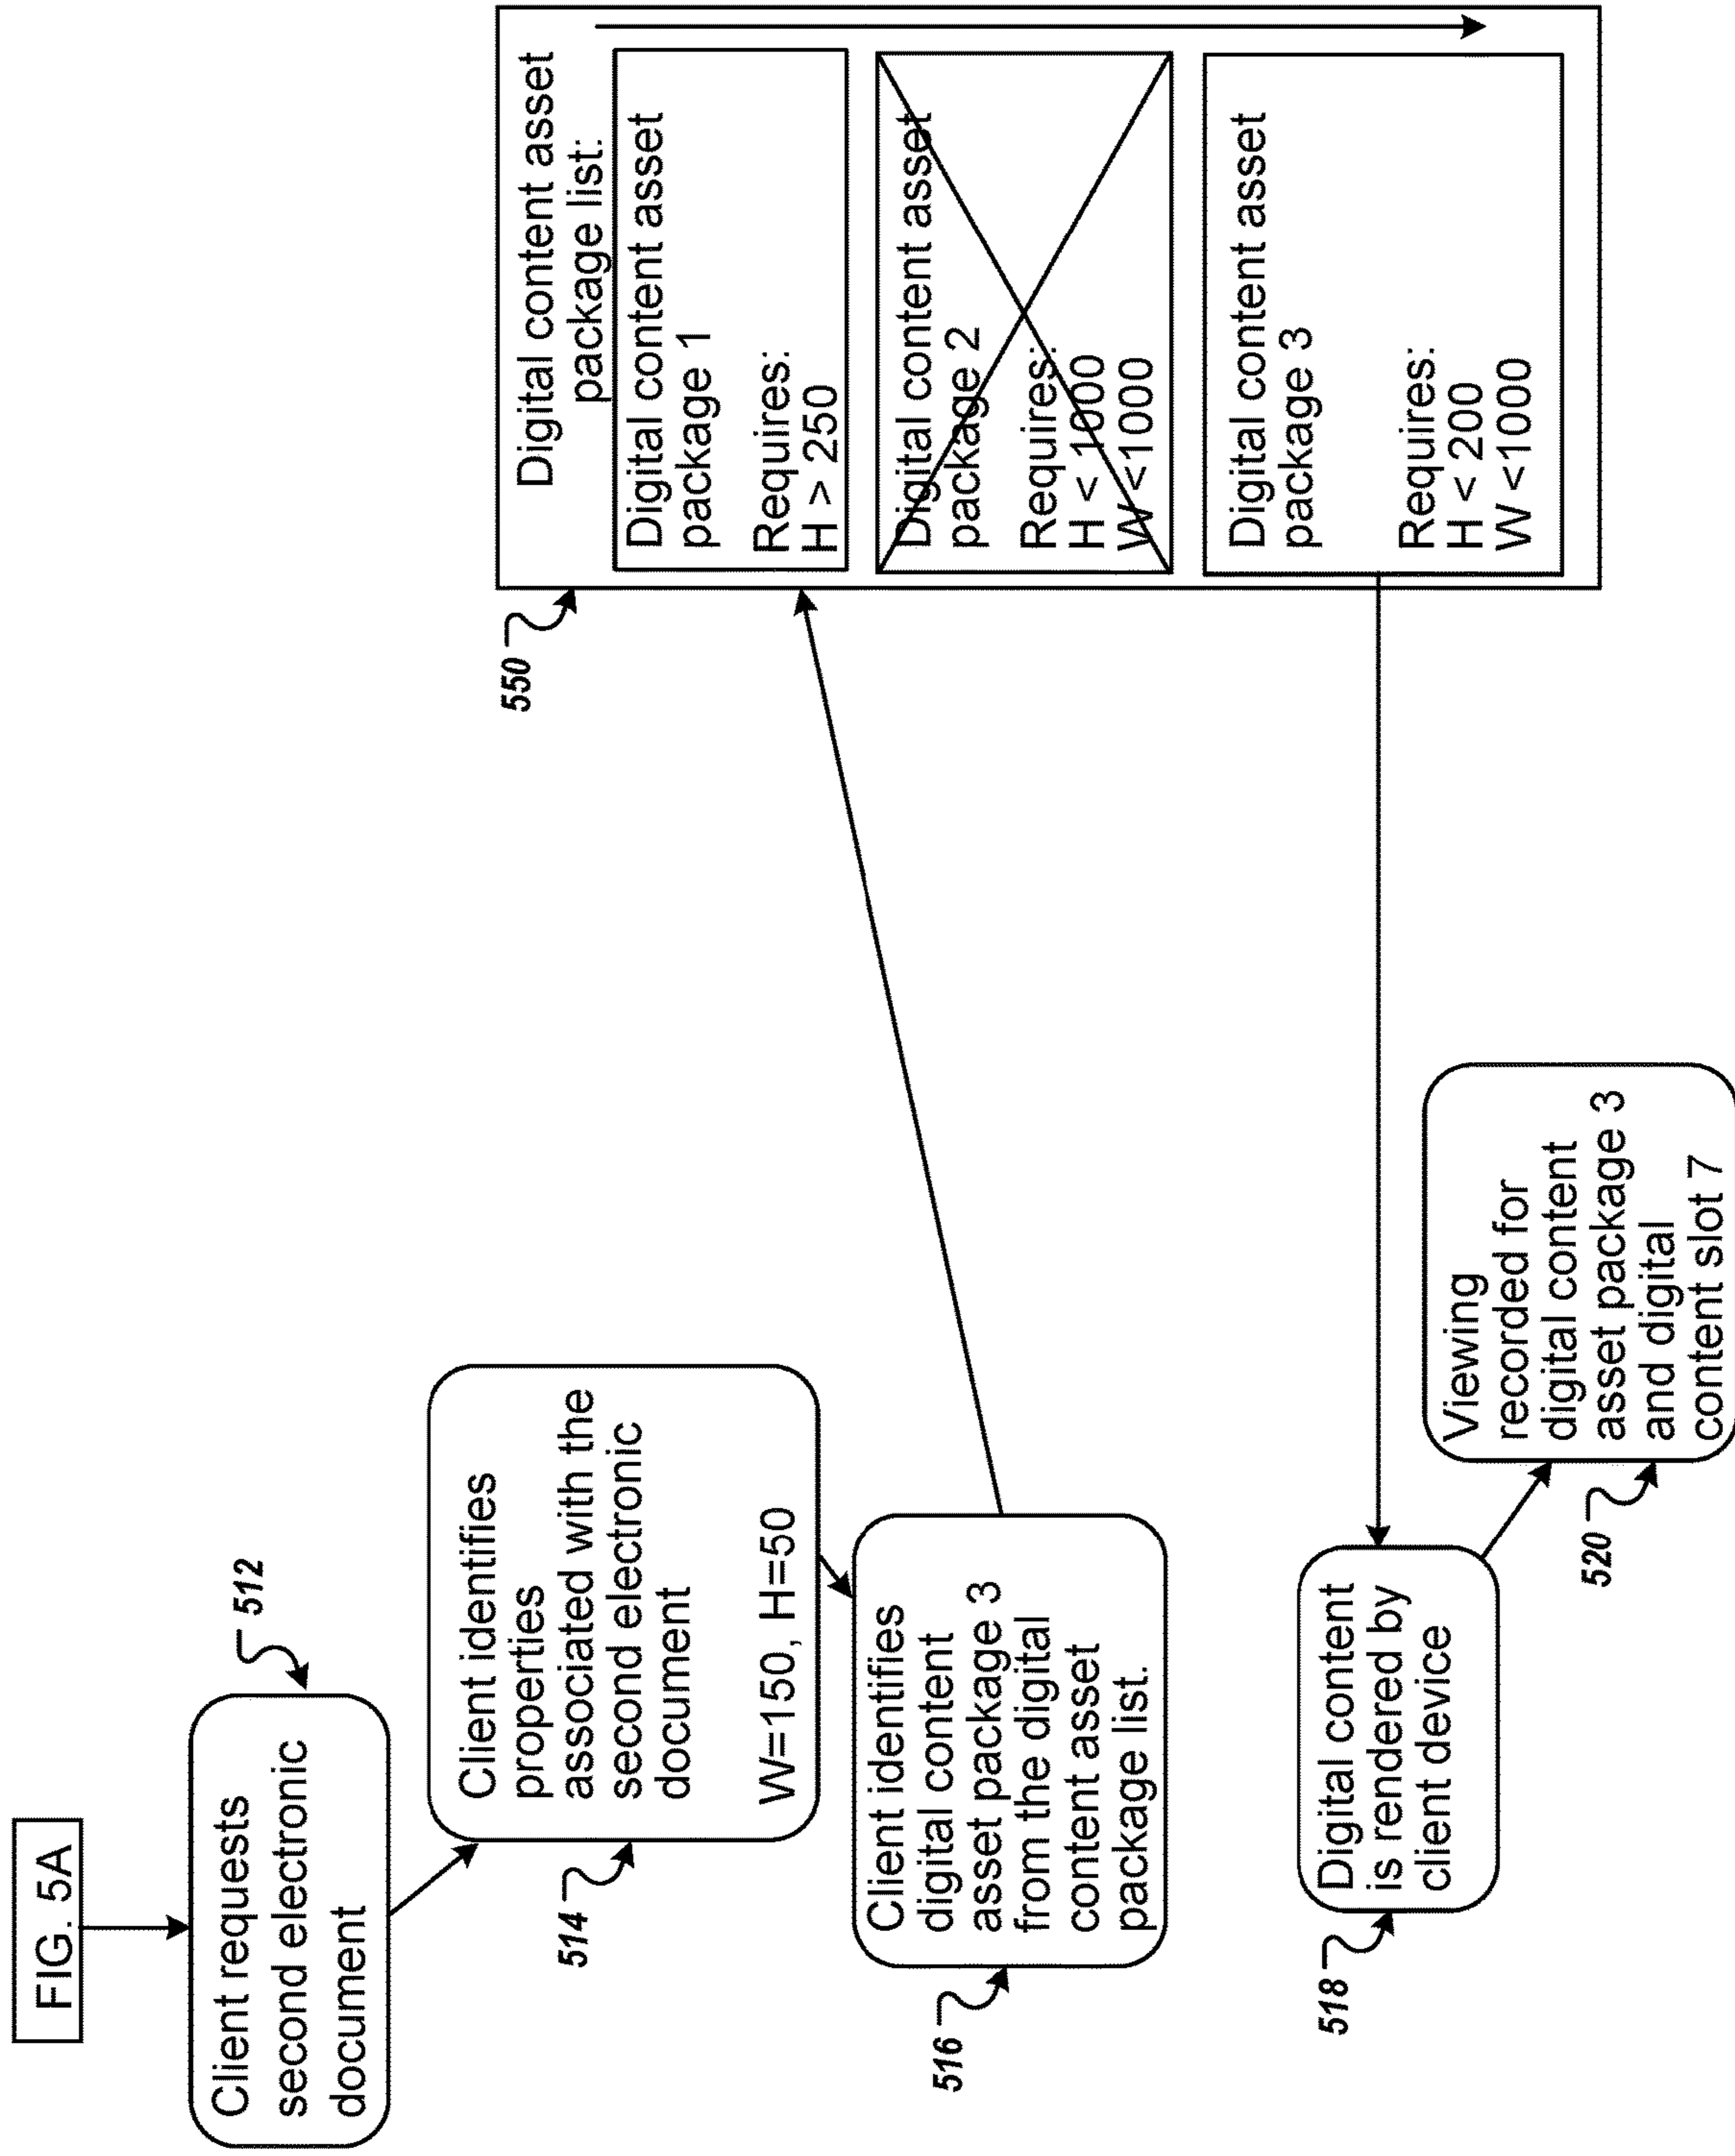 FIG. 5A
Client requests
second electronic
document
512
Client identifies
properties
associated with the
second electronic
document
W=150, H=50
514
Client identifies
digital content
asset package 3
from the digital
content asset
package list.
516
550
Digital content asset
package list:
Digital content asset
package 1
Requires:
H > 250
Digital content asset
package 2
Requires:
H < 1000
W <1000
Digital content asset
package 3
Requires:
H < 200
W <1000
Digital content
is rendered by
client device
518
Viewing
recorded for
digital content
asset package 3
and digital
content slot 7
520